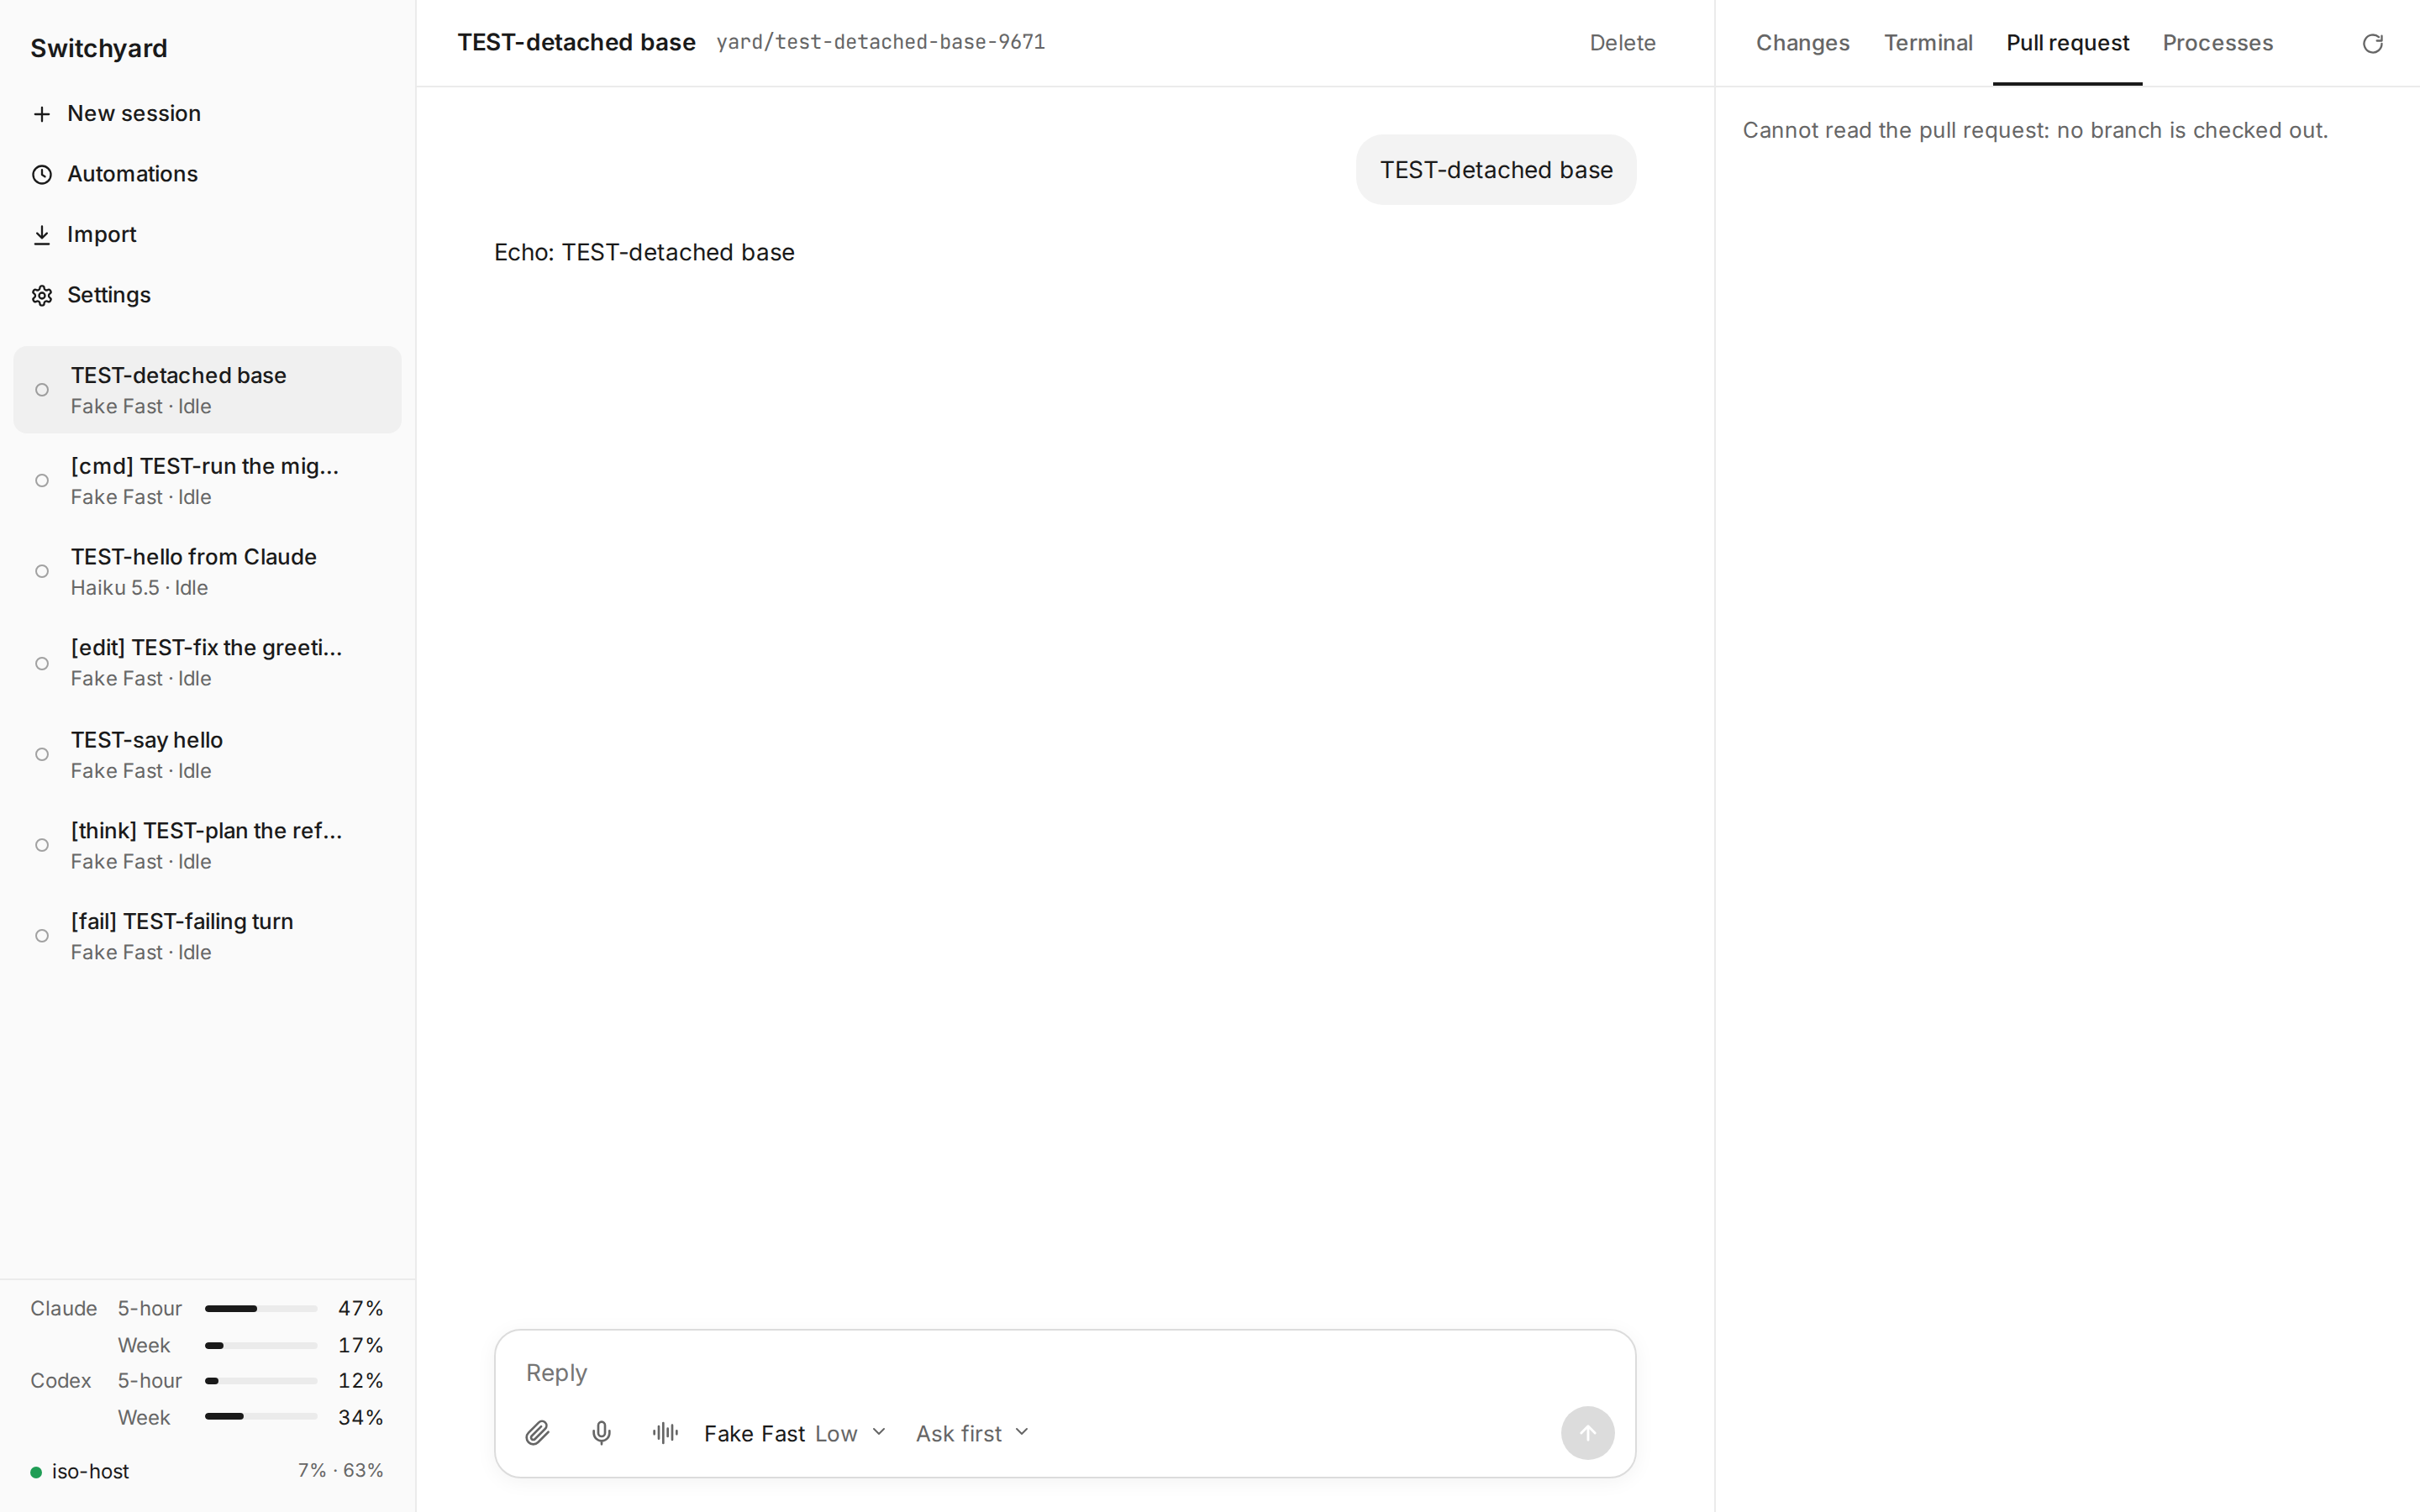 Switchyard
New session
Automations
Import
Settings
TEST-detached base
Fake Fast · Idle
[cmd] TEST-run the mig...
Fake Fast · Idle
TEST-hello from Claude
Haiku 5.5 · Idle
[edit] TEST-fix the greeti...
Fake Fast · Idle
TEST-say hello
Fake Fast · Idle
[think] TEST-plan the ref...
Fake Fast · Idle
[fail] TEST-failing turn
Fake Fast · Idle
Claude 5-hour 47%
Week 17%
Codex 5-hour 12%
Week 34%
iso-host 7% · 63%
TEST-detached base yard/test-detached-base-9671 Delete
TEST-detached base
Echo: TEST-detached base
Reply
Fake Fast Low Ask first
Changes Terminal Pull request Processes
Cannot read the pull request: no branch is checked out.